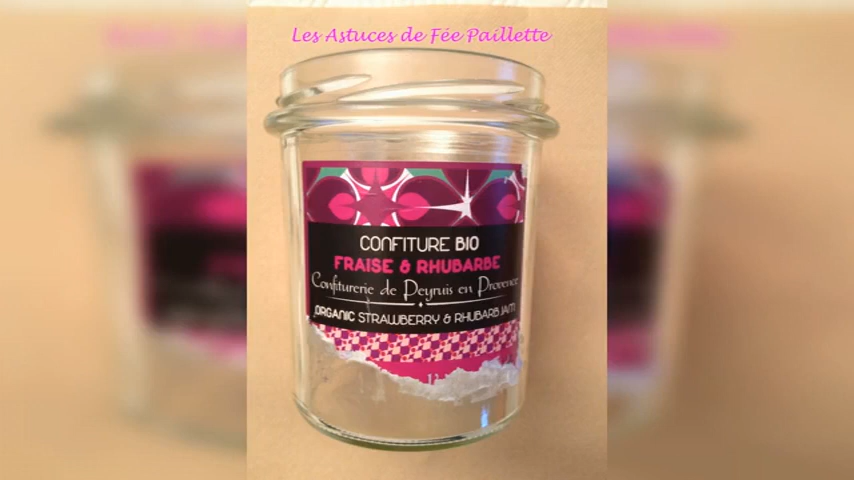 Les Astuces de Fée Paillette
CONFITURE BIO
FRAISE & RHUBARBE
Confiturerie de Peyruis en Provence
ORGANIC STRAWBERRY & RHUBARB JAM